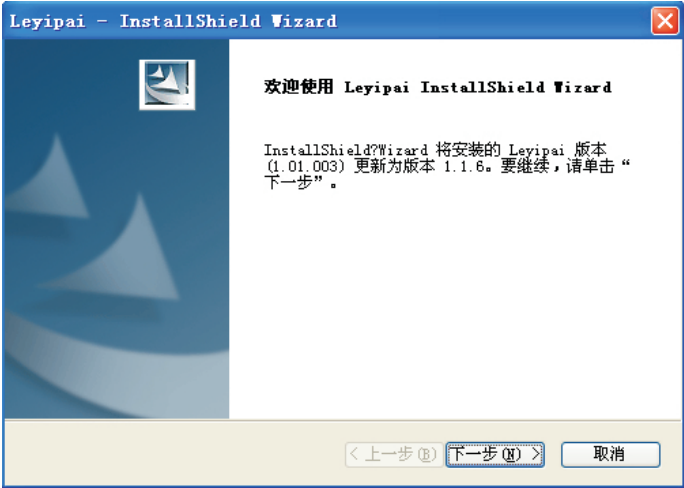 Leyipai - InstallShield Wizard
欢迎使用 Leyipai InstallShield Wizard
InstallShield?Wizard 将安装的 Leyipai 版本
(1.01.003) 更新为版本 1.1.6。要继续，请单击“
下一步”。
< 上一步(B)
下一步(N) >
取消